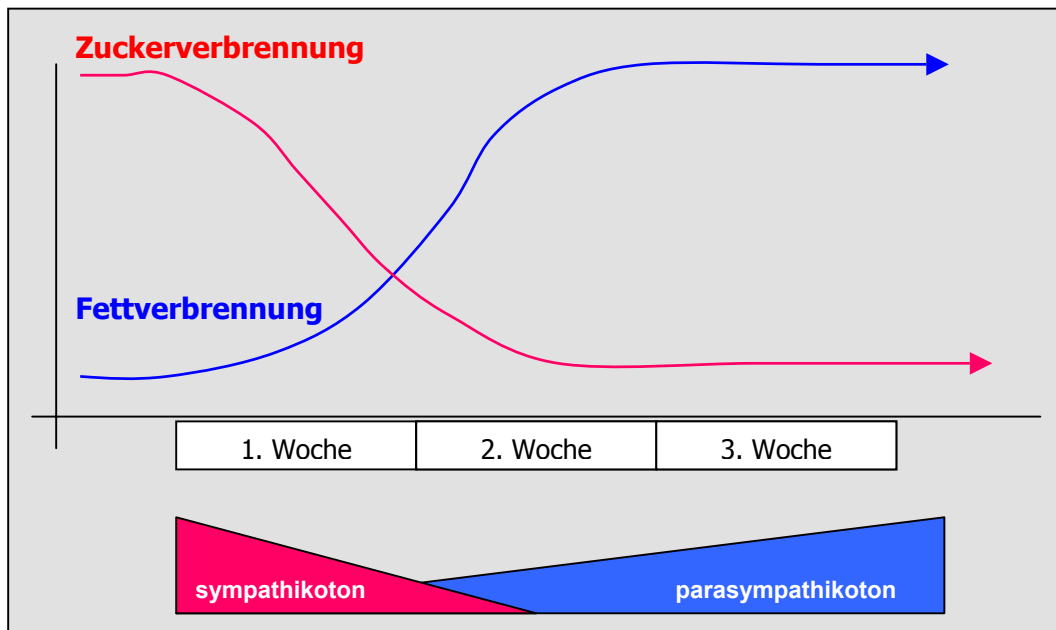 Zuckerverbrennung
Fettverbrennung
1. Woche
2. Woche
3. Woche
sympathikoton
parasympathikoton